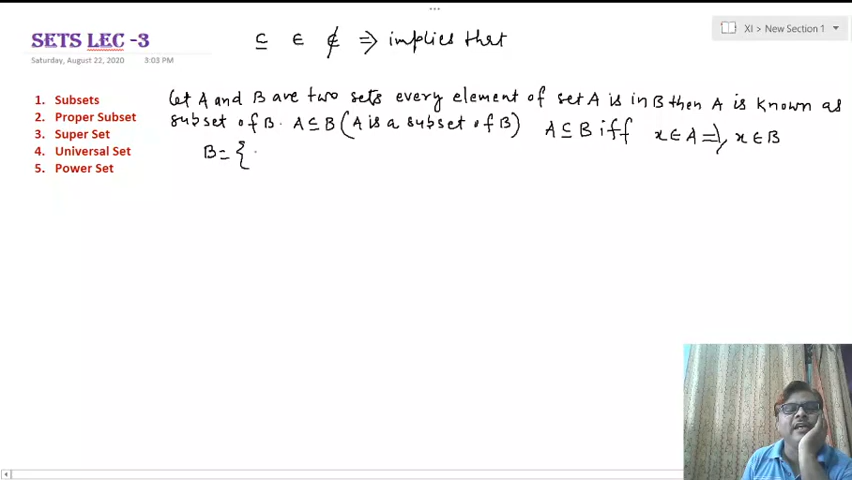 XI > New Section 1
SETS LEC -3
⊆ ∈ ∉ ⇒ implies that
Saturday, August 22, 2020 3:03 PM
1. Subsets
2. Proper Subset
3. Super Set
4. Universal Set
5. Power Set
Let A and B are two sets every element of set A is in B then A is known as
subset of B. A ⊆ B (A is a subset of B) A ⊆ B iff x ∈ A ⇒, x ∈ B
B = {